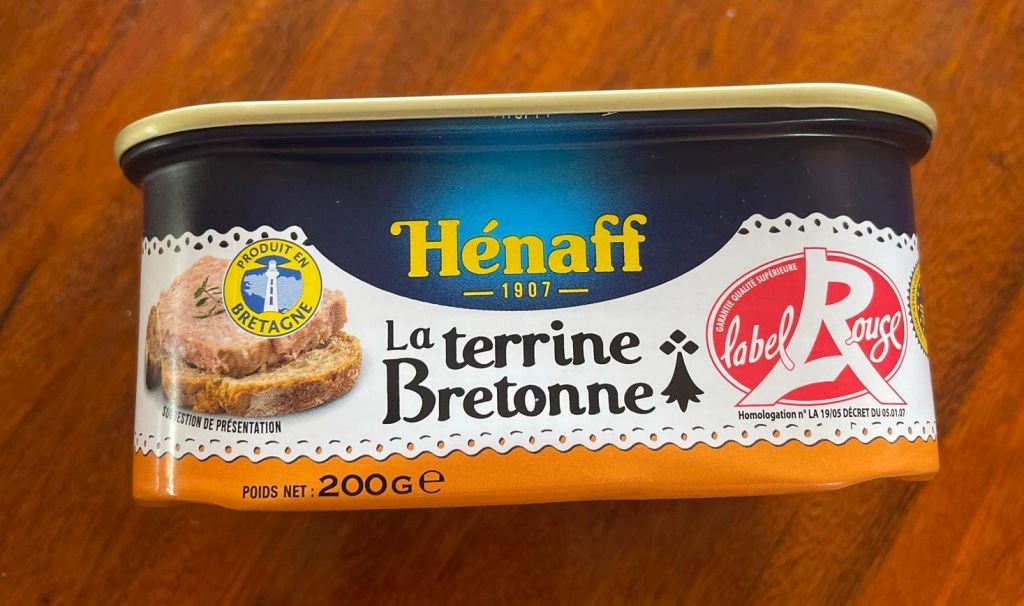 Hénaff
1907
PRODUIT EN
BRETAGNE
La terrine
Bretonne
GARANTIE QUALITÉ SUPÉRIEURE
label Rouge
Homologation n° LA 19/05 DÉCRET DU 05.01.07
SUGGESTION DE PRÉSENTATION
POIDS NET : 200G e